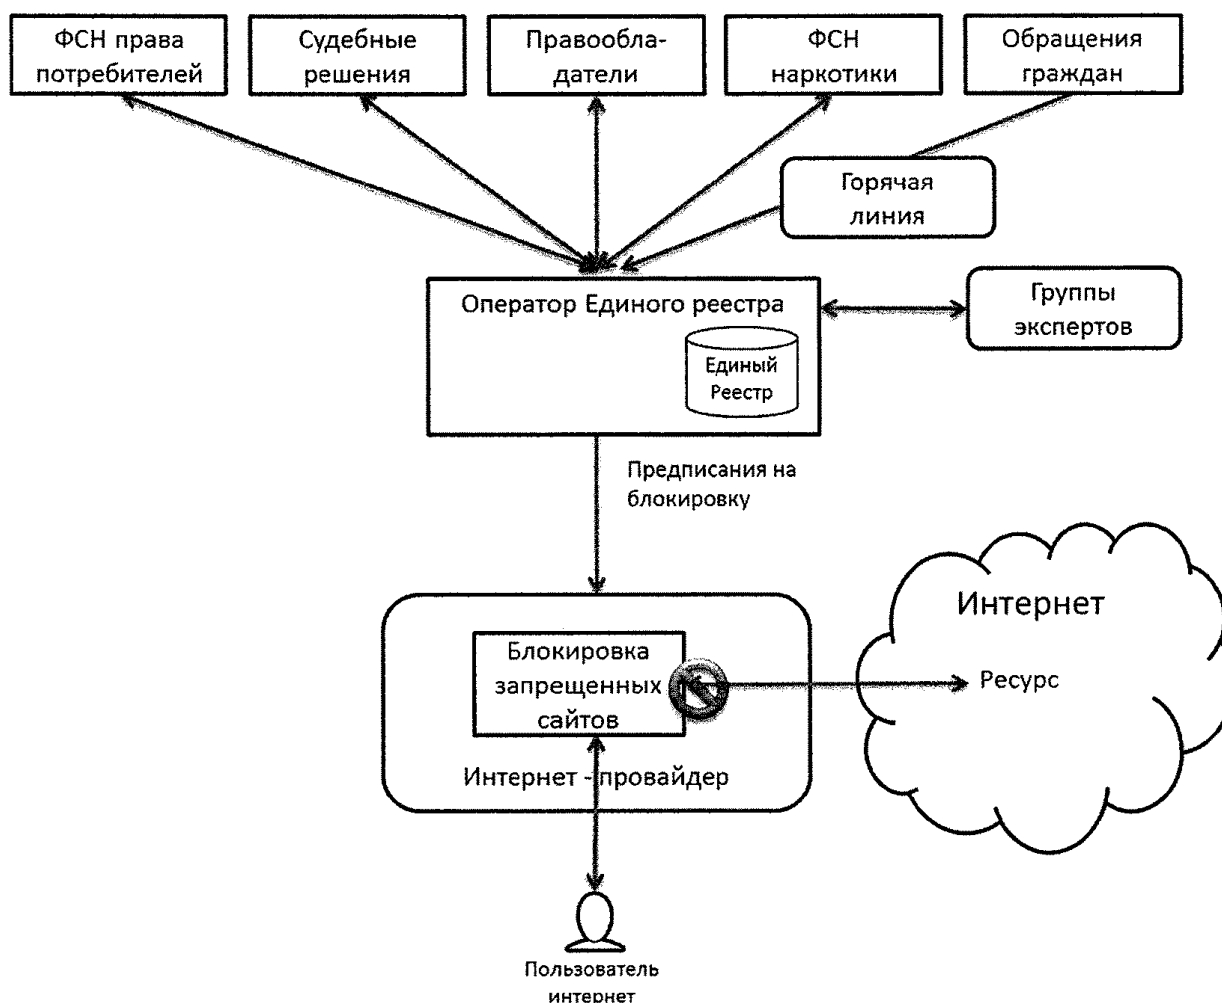 ФСН права
потребителей
Судебные
решения
Правообла-
датели
ФСН
наркотики
Обращения
граждан
Горячая
линия
Оператор Единого реестра
Группы
экспертов
Единый
Реестр
Предписания на
блокировку
Интернет
Блокировка
запрещенных
сайтов
Ресурс
Интернет - провайдер
Пользователь
интернет